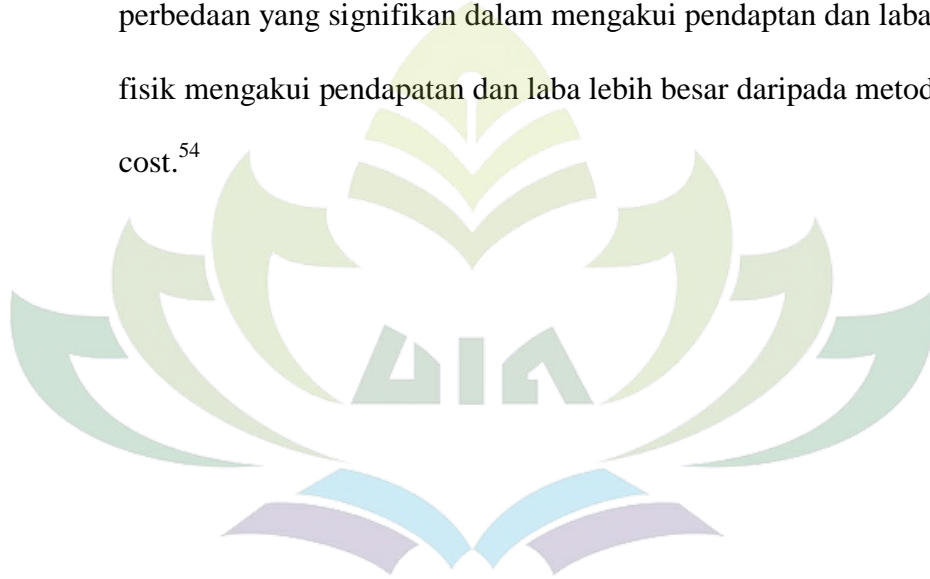 perbedaan yang signifikan dalam mengakui pendaptan dan laba
fisik mengakui pendapatan dan laba lebih besar daripada metod
cost.54
UIN